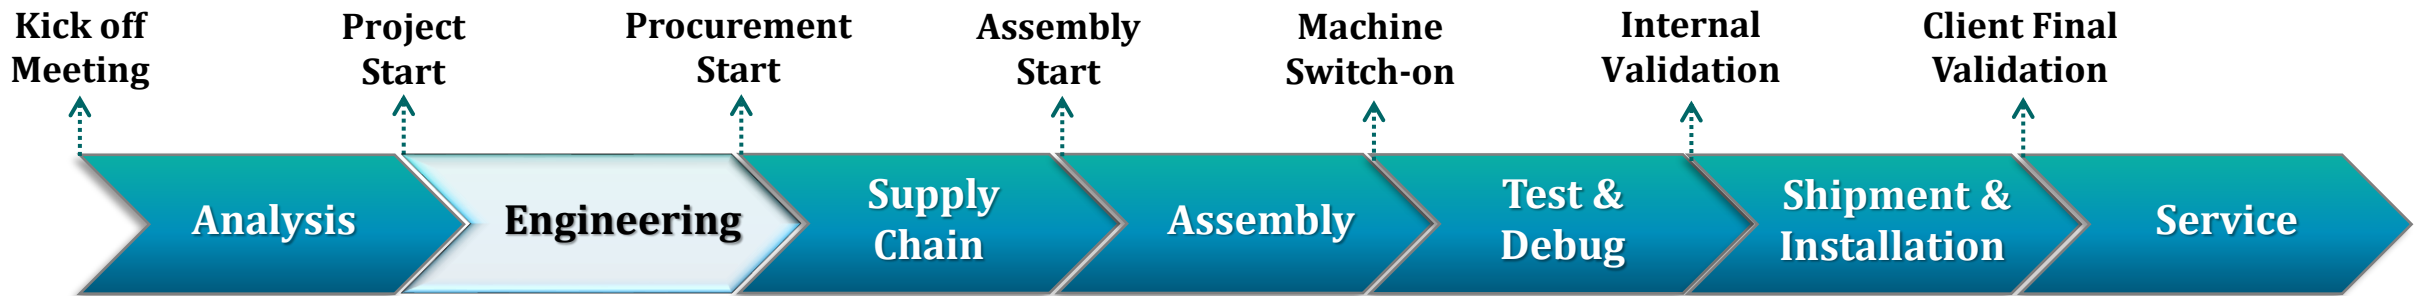 Kick off
Meeting
Project
Start
Procurement
Start
Assembly
Start
Machine
Switch-on
Internal
Validation
Client Final
Validation
Analysis
Engineering
Supply
Chain
Assembly
Test &
Debug
Shipment &
Installation
Service